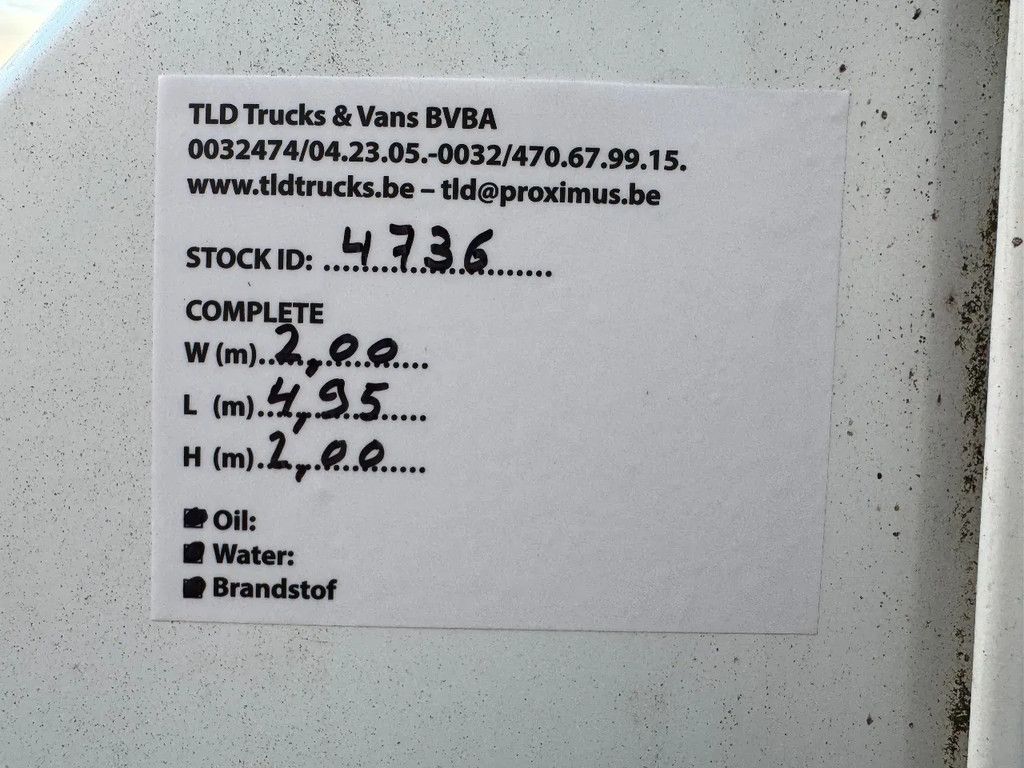 TLD Trucks & Vans BVBA
0032474/04.23.05.-0032/470.67.99.15.
www.tldtrucks.be – tld@proximus.be
STOCK ID: 4736
COMPLETE
W (m)..2,00
L (m)..4,95
H (m)..2,00
Oil:
Water:
Brandstof